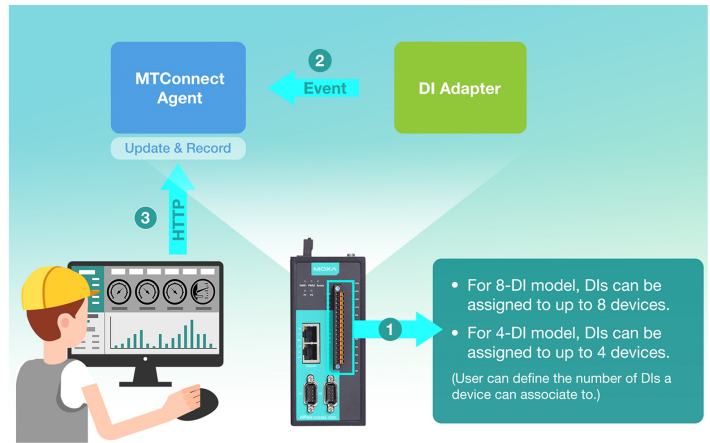 MTConnect
Agent
2
Event
DI Adapter
Update & Record
3
HTTP
MOXA
1
• For 8-DI model, DIs can be
assigned to up to 8 devices.
• For 4-DI model, DIs can be
assigned to up to 4 devices.
(User can define the number of DIs a
device can associate to.)